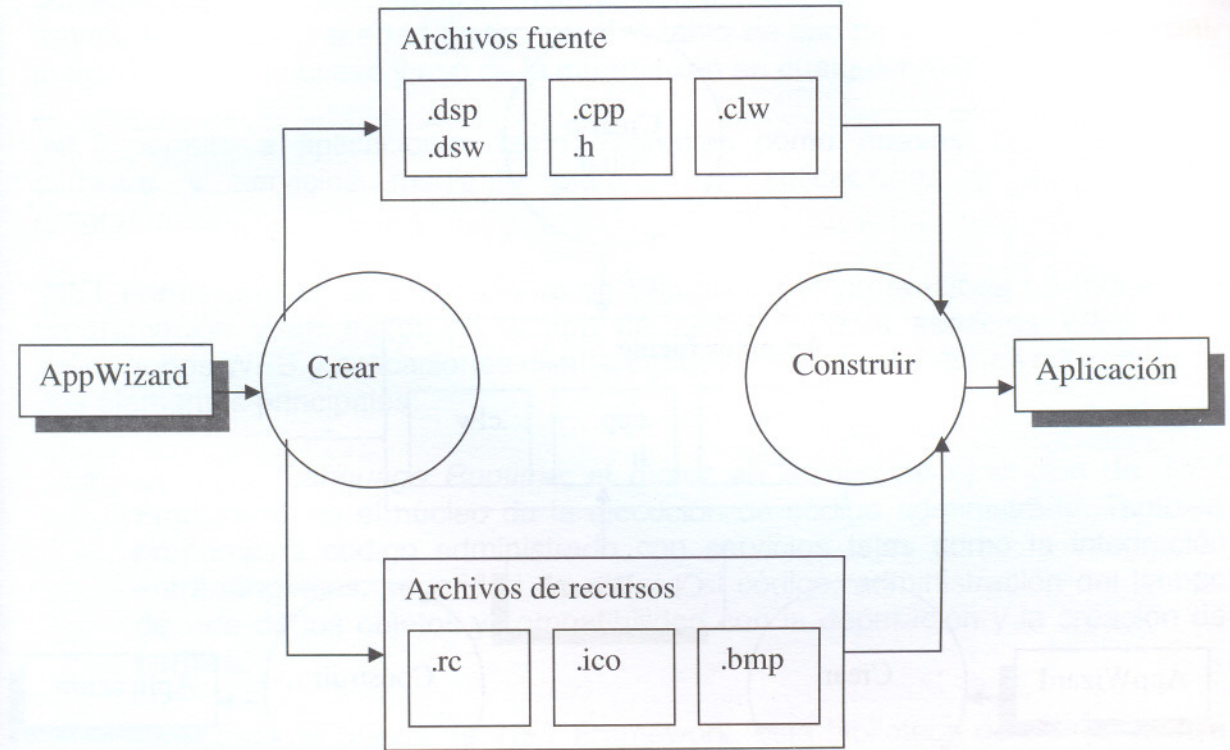 Archivos fuente
.dsp
.dsw
.cpp
.h
.clw
AppWizard
Crear
Construir
Aplicación
Archivos de recursos
.rc
.ico
.bmp